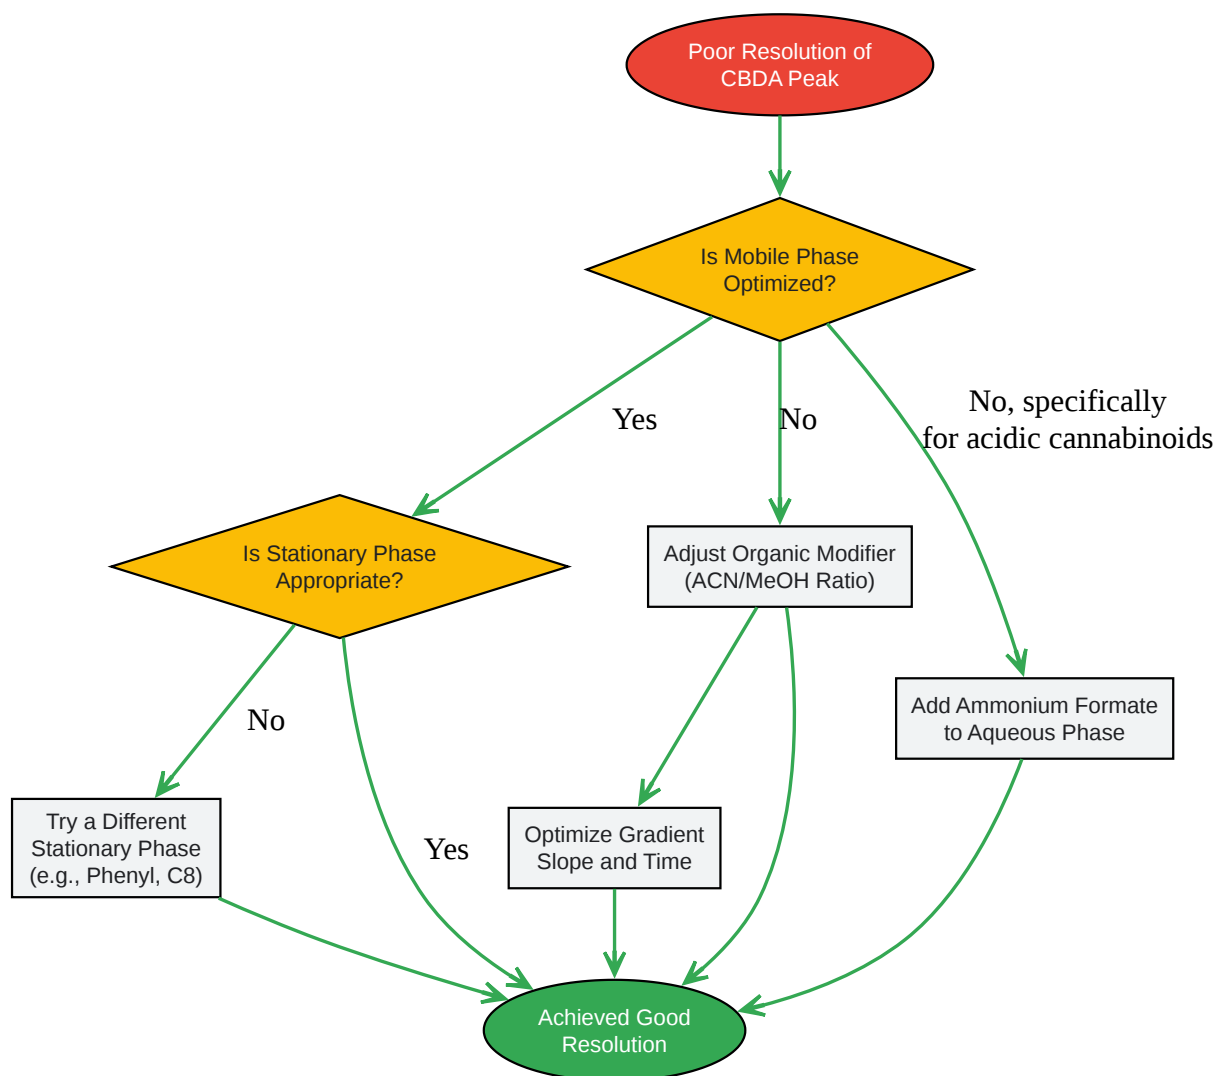 Poor Resolution of
CBDA Peak
Is Mobile Phase
Optimized?
Yes
No
No, specifically
for acidic cannabinoids
Is Stationary Phase
Appropriate?
Adjust Organic Modifier
(ACN/MeOH Ratio)
No
Add Ammonium Formate
to Aqueous Phase
Try a Different
Stationary Phase
(e.g., Phenyl, C8)
Yes
Optimize Gradient
Slope and Time
Achieved Good
Resolution